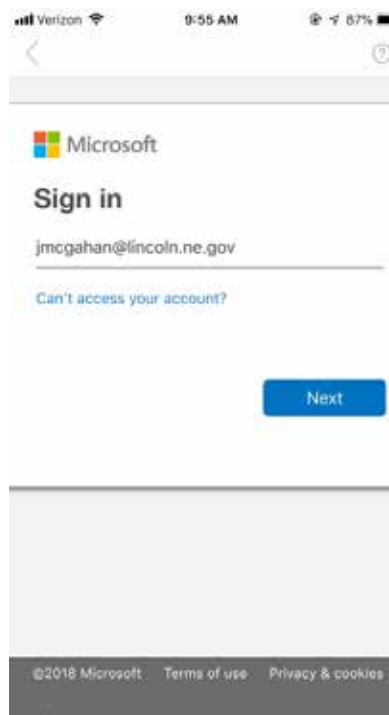 Verizon 9:55 AM 87%
?
Microsoft
Sign in
jmcgahan@lincoln.ne.gov
Can't access your account?
Next
©2018 Microsoft Terms of use Privacy & cookies